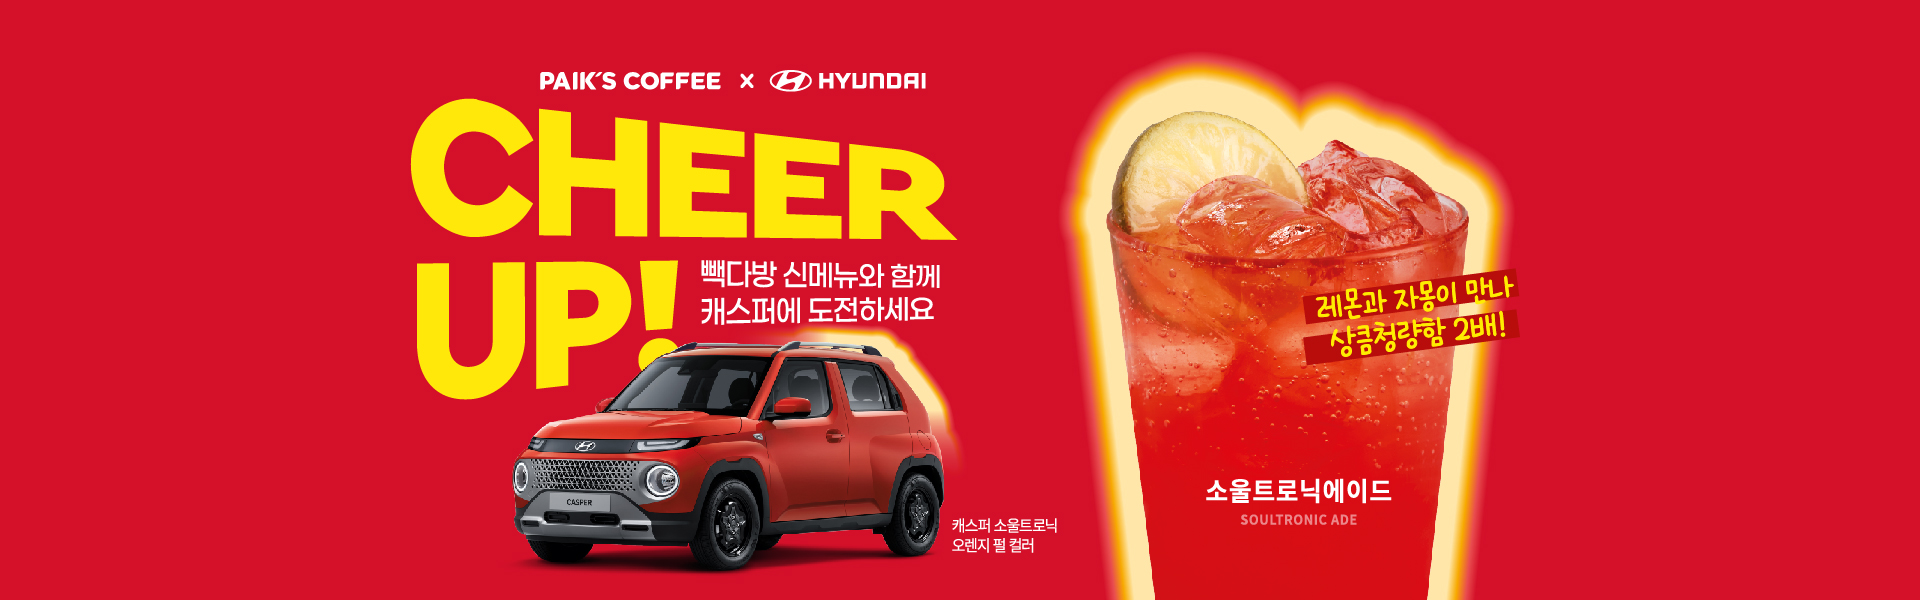 PAIK'S COFFEE x HYUNDAI
CHEER
UP!
빽다방 신메뉴와 함께
캐스퍼에 도전하세요
CASPER
캐스퍼 소울트로닉
오렌지 펄 컬러
레몬과 자몽이 만나
상콤청량함 2배!
소울트로닉에이드
SOULTRONIC ADE